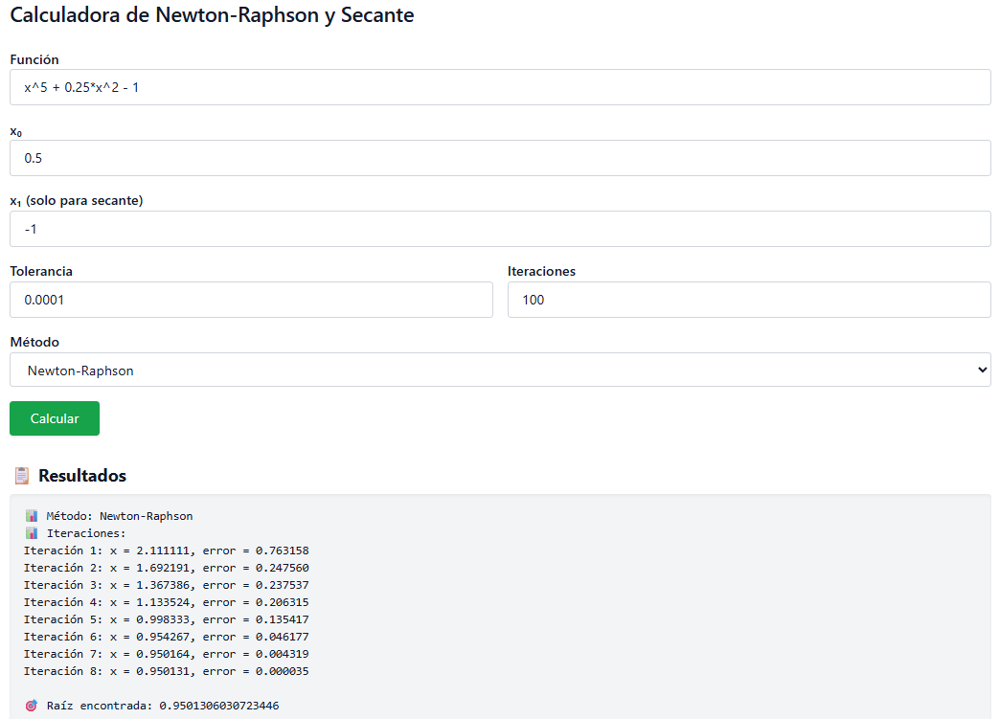 Calculadora de Newton-Raphson y Secante
Función
x^5 + 0.25*x^2 - 1
x₀
0.5
x₁ (solo para secante)
-1
Tolerancia
Iteraciones
0.0001
100
Método
Newton-Raphson
Calcular
Resultados
Método: Newton-Raphson
Iteraciones:
Iteración 1: x = 2.111111, error = 0.763158
Iteración 2: x = 1.692191, error = 0.247560
Iteración 3: x = 1.367386, error = 0.237537
Iteración 4: x = 1.133524, error = 0.206315
Iteración 5: x = 0.998333, error = 0.135417
Iteración 6: x = 0.954267, error = 0.046177
Iteración 7: x = 0.950164, error = 0.004319
Iteración 8: x = 0.950131, error = 0.000035
Raíz encontrada: 0.9501306030723446